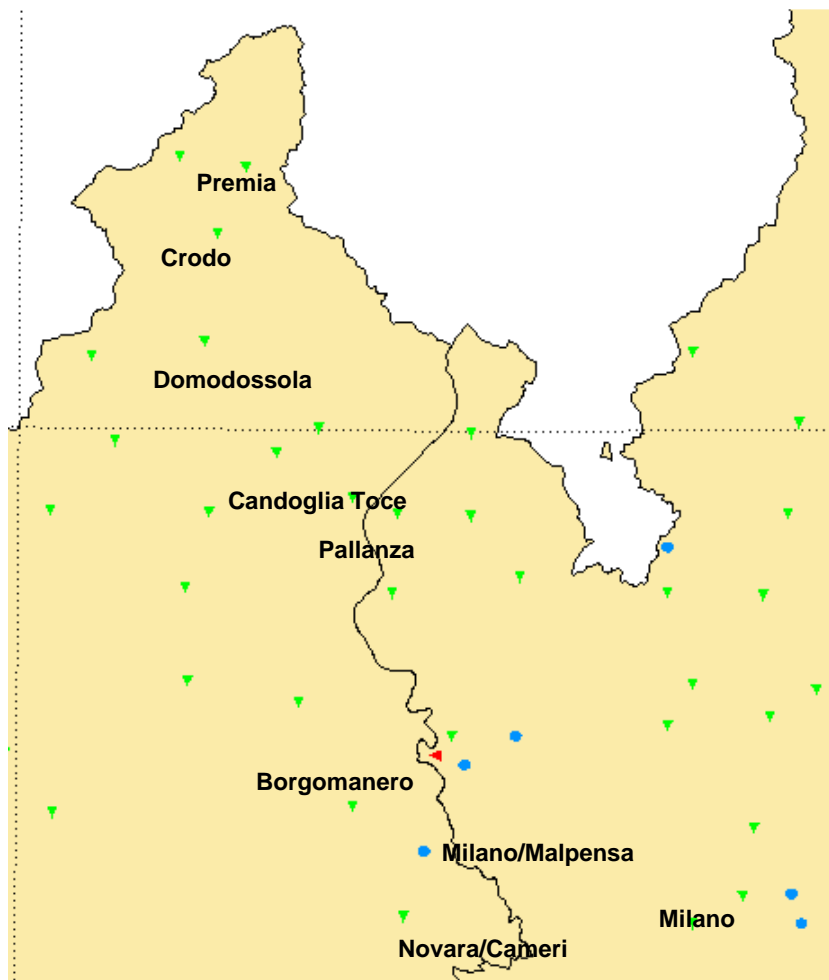 Premia
Crodo
Domodossola
Candoglia Toce
Pallanza
Borgomanero
Milano/Malpensa
Milano
Novara/Cameri